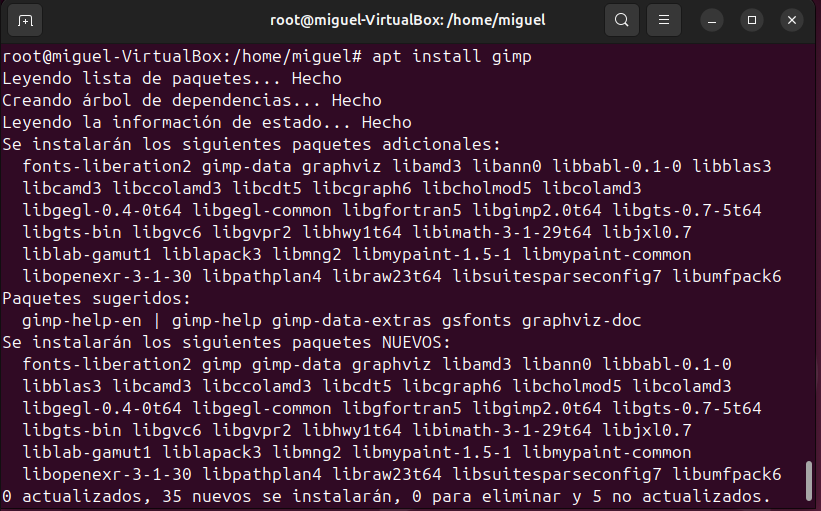 root@miguel-VirtualBox: /home/miguel
root@miguel-VirtualBox:/home/miguel# apt install gimp
Leyendo lista de paquetes... Hecho
Creando árbol de dependencias... Hecho
Leyendo la información de estado... Hecho
Se instalarán los siguientes paquetes adicionales:
fonts-liberation2 gimp-data graphviz libamd3 libann0 libbabl-0.1-0 libblas3
libcamd3 libccolamd3 libcdt5 libcgraph6 libcholmod5 libcolamd3
libgegl-0.4-0t64 libgegl-common libgfortran5 libgimp2.0t64 libgts-0.7-5t64
libgts-bin libgvc6 libgvpr2 libhwy1t64 libimath-3-1-29t64 libjxl0.7
liblab-gamut1 liblapack3 libmng2 libmypaint-1.5-1 libmypaint-common
libopenexr-3-1-30 libpathplan4 libraw23t64 libsuitesparseconfig7 libumfpack6
Paquetes sugeridos:
gimp-help-en | gimp-help gimp-data-extras gsfonts graphviz-doc
Se instalarán los siguientes paquetes NUEVOS:
fonts-liberation2 gimp gimp-data graphviz libamd3 libann0 libbabl-0.1-0
libblas3 libcamd3 libccolamd3 libcdt5 libcgraph6 libcholmod5 libcolamd3
libgegl-0.4-0t64 libgegl-common libgfortran5 libgimp2.0t64 libgts-0.7-5t64
libgts-bin libgvc6 libgvpr2 libhwy1t64 libimath-3-1-29t64 libjxl0.7
liblab-gamut1 liblapack3 libmng2 libmypaint-1.5-1 libmypaint-common
libopenexr-3-1-30 libpathplan4 libraw23t64 libsuitesparseconfig7 libumfpack6
0 actualizados, 35 nuevos se instalarán, 0 para eliminar y 5 no actualizados.